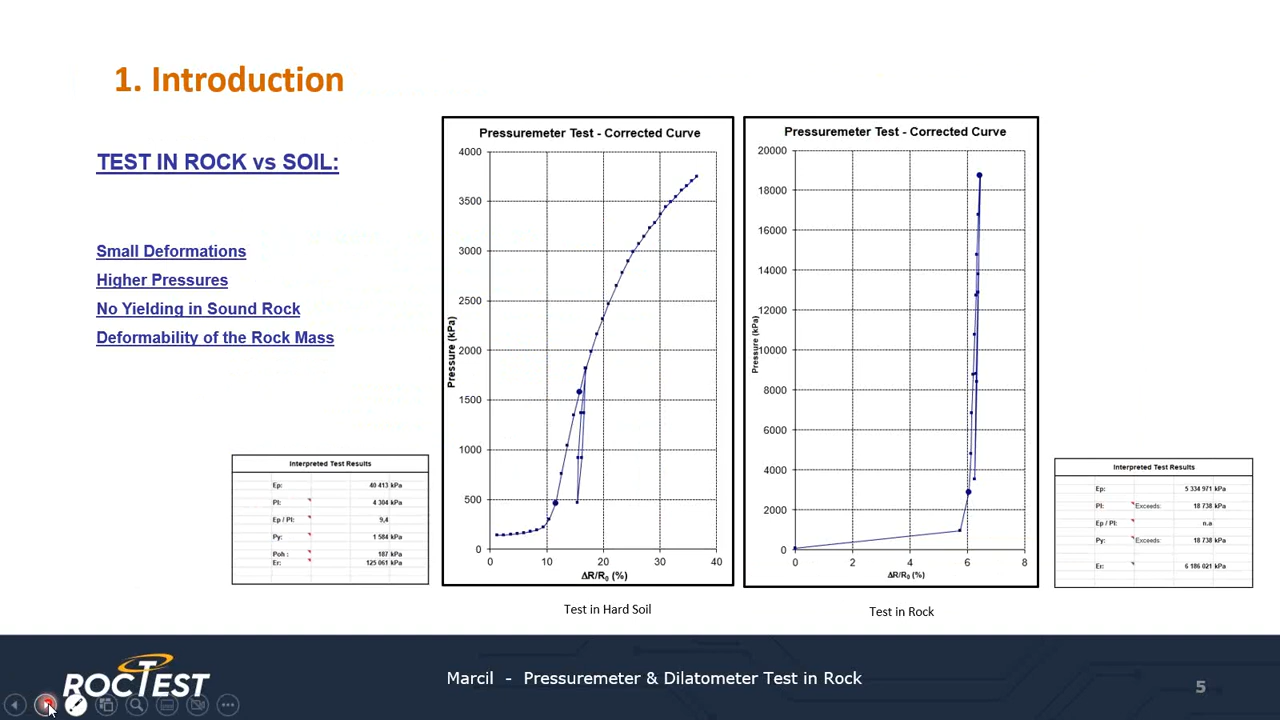 1. Introduction
TEST IN ROCK vs SOIL:
Small Deformations
Higher Pressures
No Yielding in Sound Rock
Deformability of the Rock Mass
Interpreted Test Results
Ep: 40 413 kPa
Pl: 4 304 kPa
Ep / Pl: 9,4
Py: 1 584 kPa
Poh : 187 kPa
Er: 125 061 kPa
Pressuremeter Test - Corrected Curve
Pressure (kPa)
4000
3500
3000
2500
2000
1500
1000
500
0
0 10 20 30 40
ΔR/R0 (%)
Test in Hard Soil
Pressuremeter Test - Corrected Curve
Pressure (kPa)
20000
18000
16000
14000
12000
10000
8000
6000
4000
2000
0
0 2 4 6 8
ΔR/R0 (%)
Test in Rock
Interpreted Test Results
Ep: 5 334 971 kPa
Pl: Exceeds: 18 738 kPa
Ep / Pl: n.a
Py: Exceeds: 18 738 kPa
Er: 6 186 021 kPa
ROCTEST
Marcil - Pressuremeter & Dilatometer Test in Rock
5